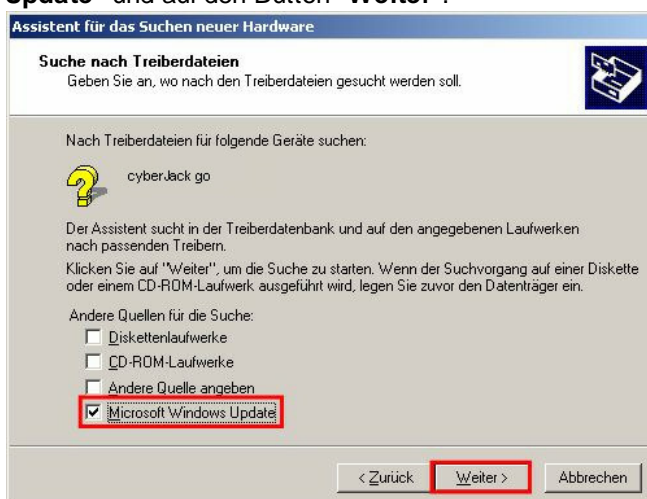 Update" und auf den Button "Weiter".
Assistent für das Suchen neuer Hardware
Suche nach Treiberdateien
Geben Sie an, wo nach den Treiberdateien gesucht werden soll.
Nach Treiberdateien für folgende Geräte suchen:
cyberJack go
Der Assistent sucht in der Treiberdatenbank und auf den angegebenen Laufwerken
nach passenden Treibern.
Klicken Sie auf "Weiter", um die Suche zu starten. Wenn der Suchvorgang auf einer Diskette
oder einem CD-ROM-Laufwerk ausgeführt wird, legen Sie zuvor den Datenträger ein.
Andere Quellen für die Suche:
Diskettenlaufwerke
CD-ROM-Laufwerke
Andere Quelle angeben
Microsoft Windows Update
< Zurück Weiter > Abbrechen